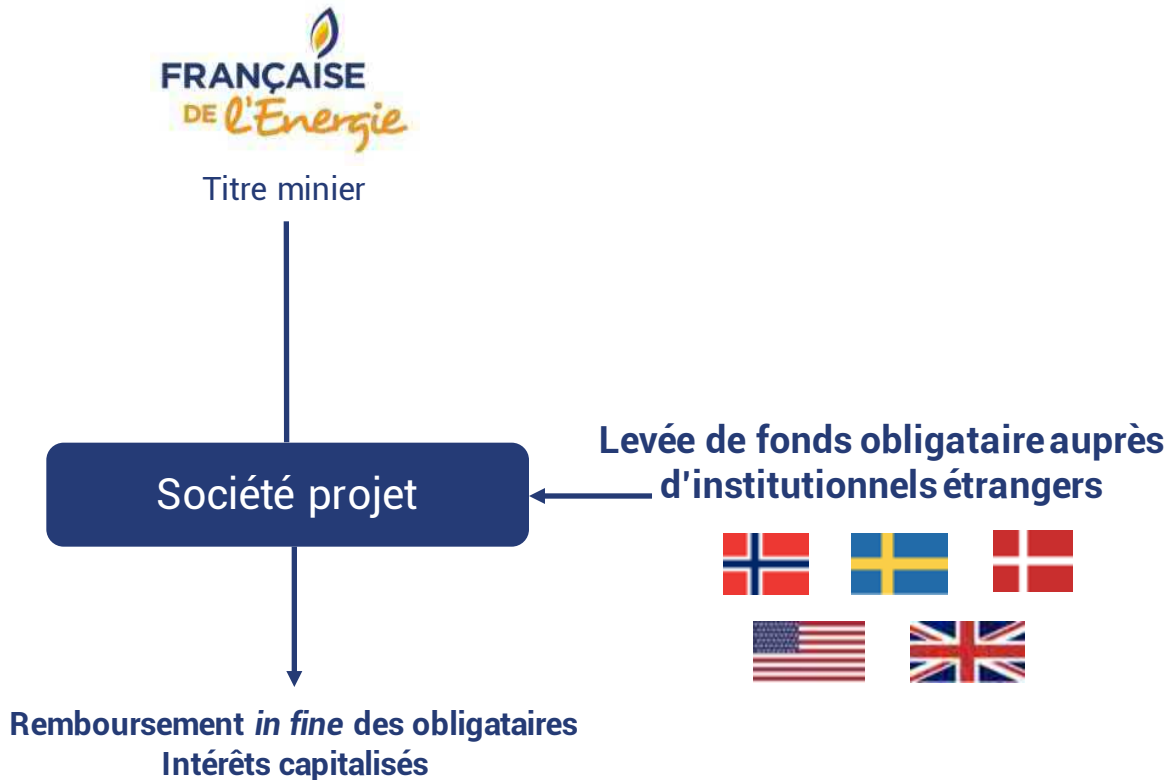 FRANÇAISE
DE l'Energie
Titre minier
Société projet
Levée de fonds obligataire auprès
d'institutionnels étrangers
Remboursement in fine des obligataires
Intérêts capitalisés